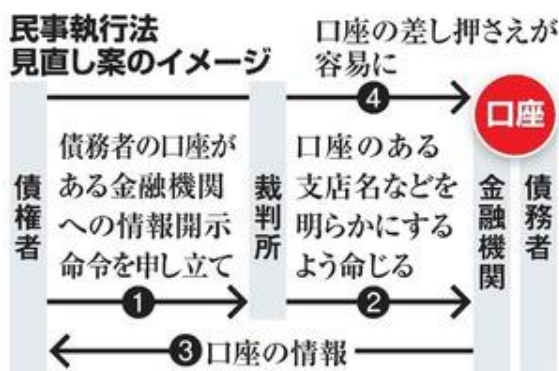 民事執行法
見直し案のイメージ
口座の差し押さえが
容易に
❹
口座
債権者
債務者の口座が
ある金融機関
への情報開示
命令を申し立て
❶
裁判所
口座のある
支店名などを
明らかにする
よう命じる
❷
金融機関
債務者
❸口座の情報